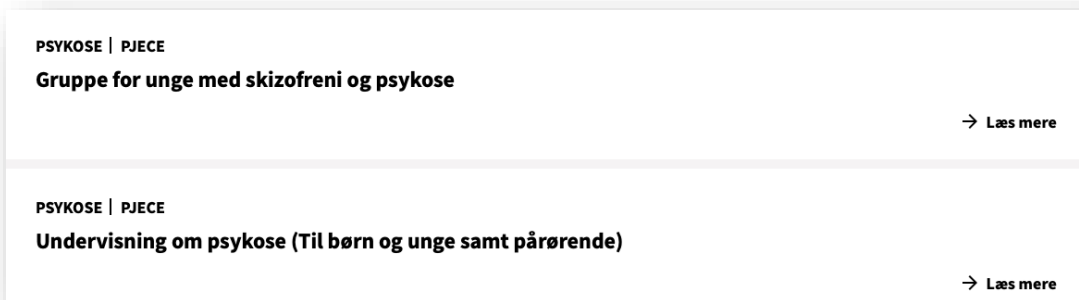 PSYKOSE | PJECE
Gruppe for unge med skizofreni og psykose
→ Læs mere
PSYKOSE | PJECE
Undervisning om psykose (Til børn og unge samt pårørende)
→ Læs mere